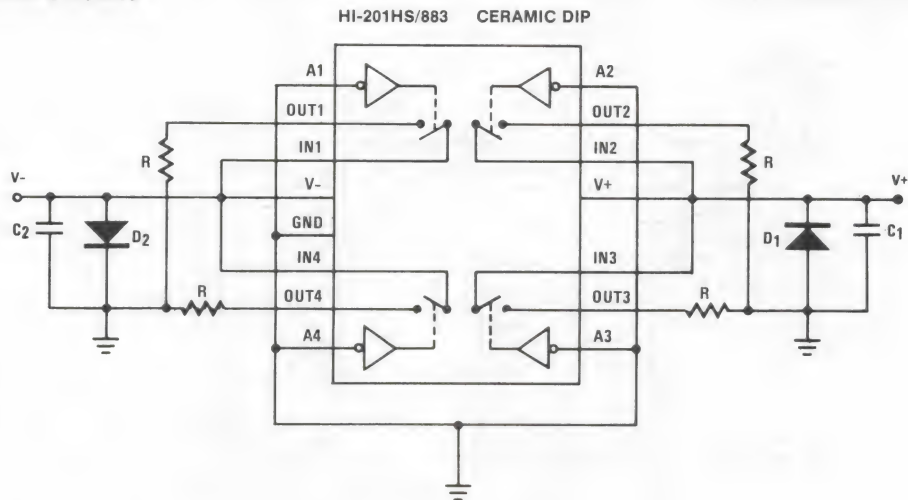 HI-201HS/883 CERAMIC DIP
A1
A2
OUT1
OUT2
IN1
IN2
R
R
V-
V-
V+
V+
C2
D2
GND
D1
C1
IN4
IN3
R
OUT4
OUT3
R
A4
A3